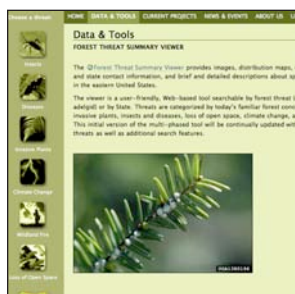 Choose a threat:
HOME DATA & TOOLS CURRENT PROJECTS NEWS & EVENTS ABOUT US
Data & Tools
FOREST THREAT SUMMARY VIEWER
The Forest Threat Summary Viewer provides images, distribution maps,
and state contact information, and brief and detailed descriptions about
in the eastern United States.
The viewer is a user-friendly, Web-based tool searchable by forest threat
adelgid) or by State. Threats are categorized by today's familiar forest
invasive plants, insects and diseases, loss of open space, climate change,
This initial version of the multi-phased tool will be continually updated
threats as well as additional search features.
Insects
Diseases
Invasive Plants
Climate Change
Wildland Fire
Loss of Open Space